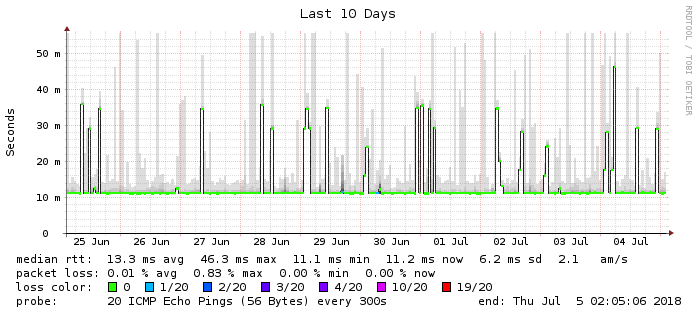 Last 10 Days
RRDTOOL / TOBI OETIKER
Seconds
50 m
40 m
30 m
20 m
10 m
0
25 Jun 26 Jun 27 Jun 28 Jun 29 Jun 30 Jun 01 Jul 02 Jul 03 Jul 04 Jul
median rtt: 13.3 ms avg 46.3 ms max 11.1 ms min 11.2 ms now 6.2 ms sd 2.1 am/s
packet loss: 0.01 % avg 0.83 % max 0.00 % min 0.00 % now
loss color: 0 1/20 2/20 3/20 4/20 10/20 19/20
probe: 20 ICMP Echo Pings (56 Bytes) every 300s end: Thu Jul 5 02:05:06 2018